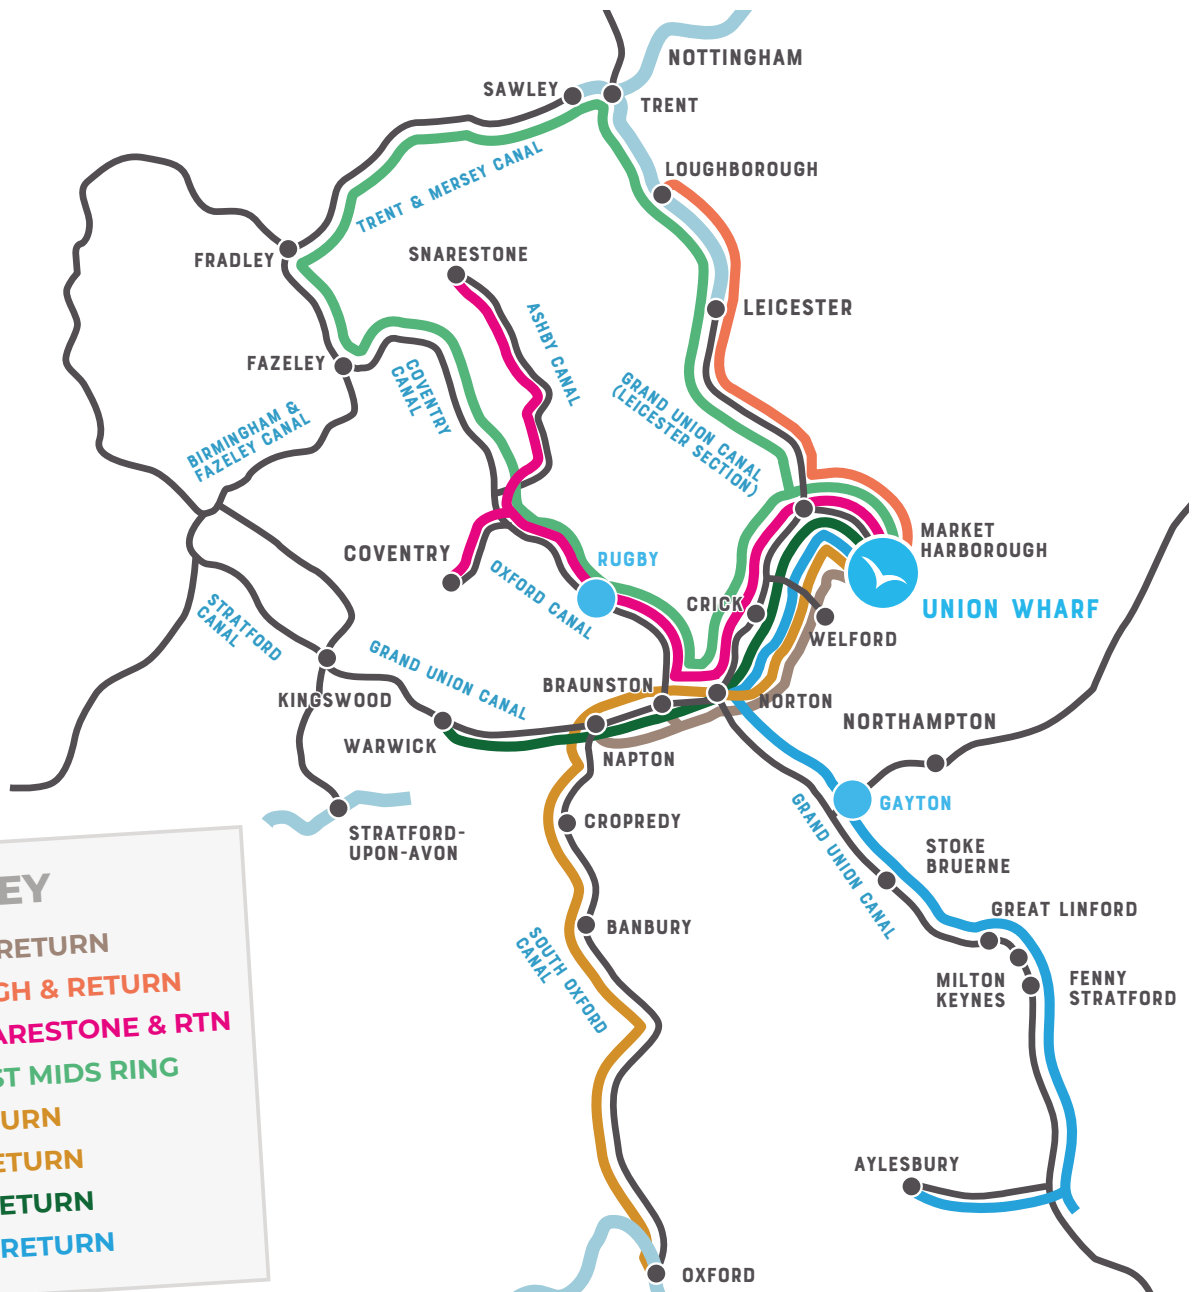 NOTTINGHAM
SAWLEY
TRENT
LOUGHBOROUGH
TRENT & MERSEY CANAL
SNARESTONE
FRADLEY
ASHBY CANAL
LEICESTER
FAZELEY
COVENTRY
CANAL
GRAND UNION CANAL
(LEICESTER SECTION)
BIRMINGHAM &
FAZELEY CANAL
MARKET
HARBOROUGH
COVENTRY
RUGBY
OXFORD CANAL
CRICK
UNION WHARF
STRATFORD
CANAL
WELFORD
GRAND UNION CANAL
BRAUNSTON
KINGSWOOD
NORTON
NORTHAMPTON
WARWICK
NAPTON
GAYTON
GRAND UNION CANAL
CROPREDY
STRATFORD-
UPON-AVON
STOKE
BRUERNE
EY
GREAT LINFORD
BANBURY
RETURN
SOUTH OXFORD
CANAL
MILTON
KEYNES
FENNY
STRATFORD
GH & RETURN
ARESTONE & RTN
ST MIDS RING
URN
ETURN
AYLESBURY
ETURN
RETURN
OXFORD